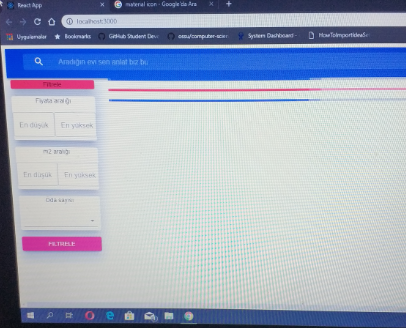 React App
material icon - Google'da Ara
localhost:3000
Uygulamalar
Bookmarks
GitHub Student Dev
ossu/computer-scie
System Dashboard
HowToImportIdeaS
Aradığın evi sen anlat biz bu
Filtrele
Fiyata aralığı
En düşük
En yüksek
M2 aralığı
En düşük
En yüksek
Oda sayısı
FILTRELE